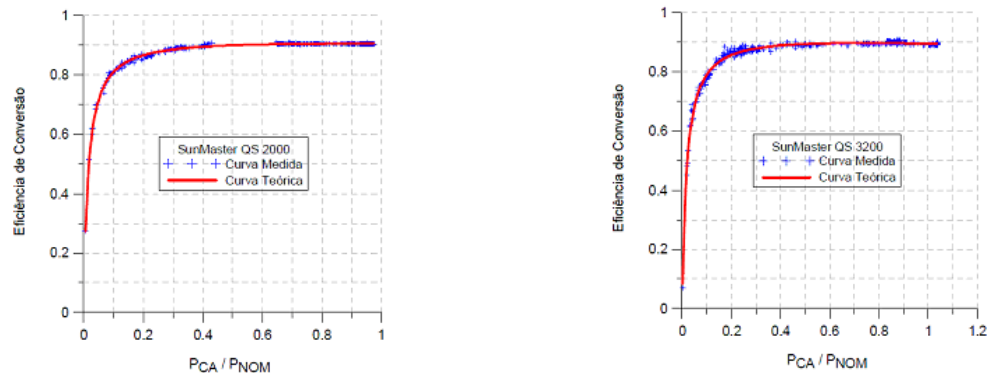 Eficiência de Conversão
1
0.8
0.6
0.4
0.2
0
SunMaster QS 2000
Curva Medida
Curva Teórica
0 0.2 0.4 0.6 0.8 1
PCA / PNOM
Eficiência de Conversão
1
0.8
0.6
0.4
0.2
0
SunMaster QS 3200
Curva Medida
Curva Teórica
0 0.2 0.4 0.6 0.8 1 1.2
PCA / PNOM